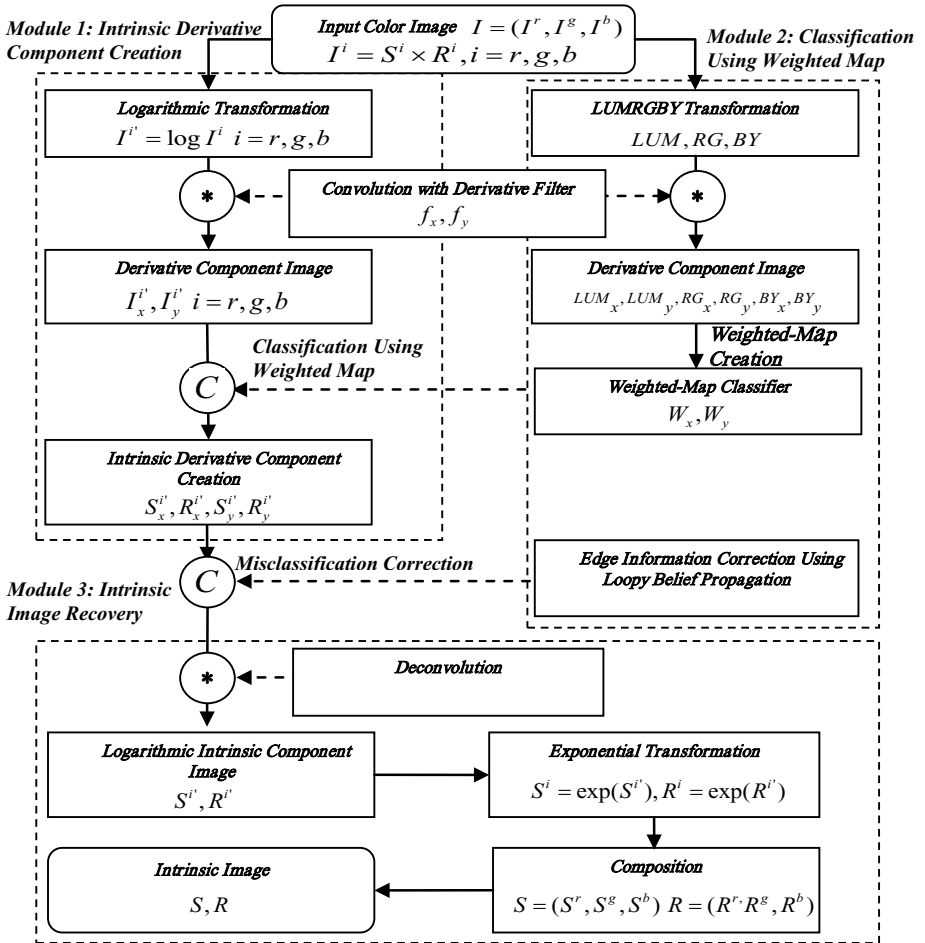 Module 1: Intrinsic Derivative
Component Creation
Input Color Image I = (I^r, I^g, I^b)
I^i = S^i × R^i, i = r, g, b
Module 2: Classification
Using Weighted Map
Logarithmic Transformation
I^{i'} = log I^i i = r, g, b
LUMRGBY Transformation
LUM, RG, BY
*
Convolution with Derivative Filter
f_x, f_y
*
Derivative Component Image
I_x^{i'}, I_y^{i'} i = r, g, b
Derivative Component Image
LUM_x, LUM_y, RG_x, RG_y, BY_x, BY_y
Weighted-Map
Creation
Classification Using
Weighted Map
C
Weighted-Map Classifier
W_x, W_y
Intrinsic Derivative Component
Creation
S_x^{i'}, R_x^{i'}, S_y^{i'}, R_y^{i'}
C
Misclassification Correction
Edge Information Correction Using
Loopy Belief Propagation
Module 3: Intrinsic
Image Recovery
*
Deconvolution
Logarithmic Intrinsic Component
Image
S^{i'}, R^{i'}
Exponential Transformation
S^i = exp(S^{i'}), R^i = exp(R^{i'})
Intrinsic Image
S, R
Composition
S = (S^r, S^g, S^b) R = (R^r, R^g, R^b)